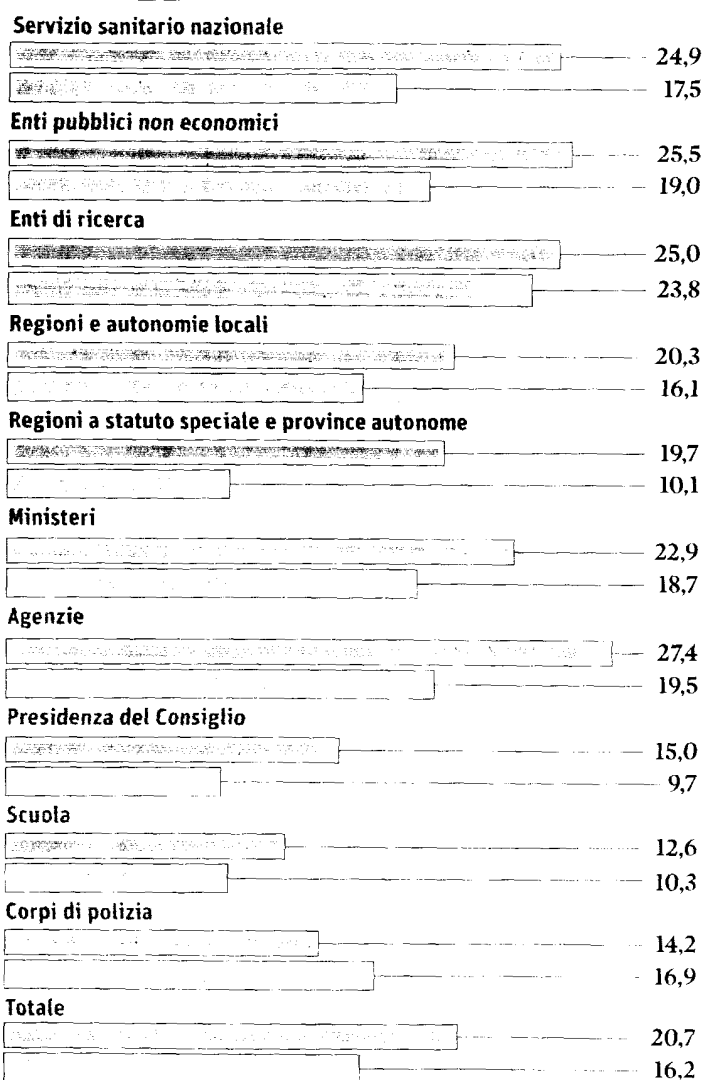 Servizio sanitario nazionale
24,9
17,5
Enti pubblici non economici
25,5
19,0
Enti di ricerca
25,0
23,8
Regioni e autonomie locali
20,3
16,1
Regioni a statuto speciale e province autonome
19,7
10,1
Ministeri
22,9
18,7
Agenzie
27,4
19,5
Presidenza del Consiglio
15,0
9,7
Scuola
12,6
10,3
Corpi di polizia
14,2
16,9
Totale
20,7
16,2